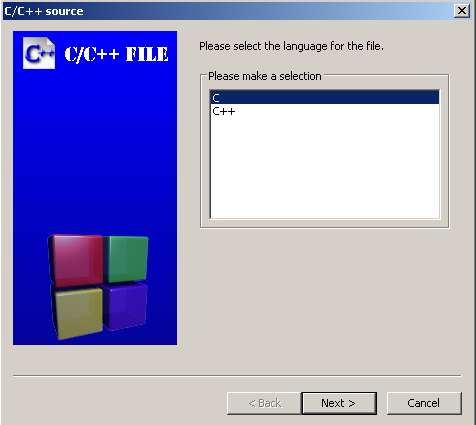 C/C++ source
C++
C/C++ FILE
Please select the language for the file.
Please make a selection
C
C++
< Back
Next >
Cancel